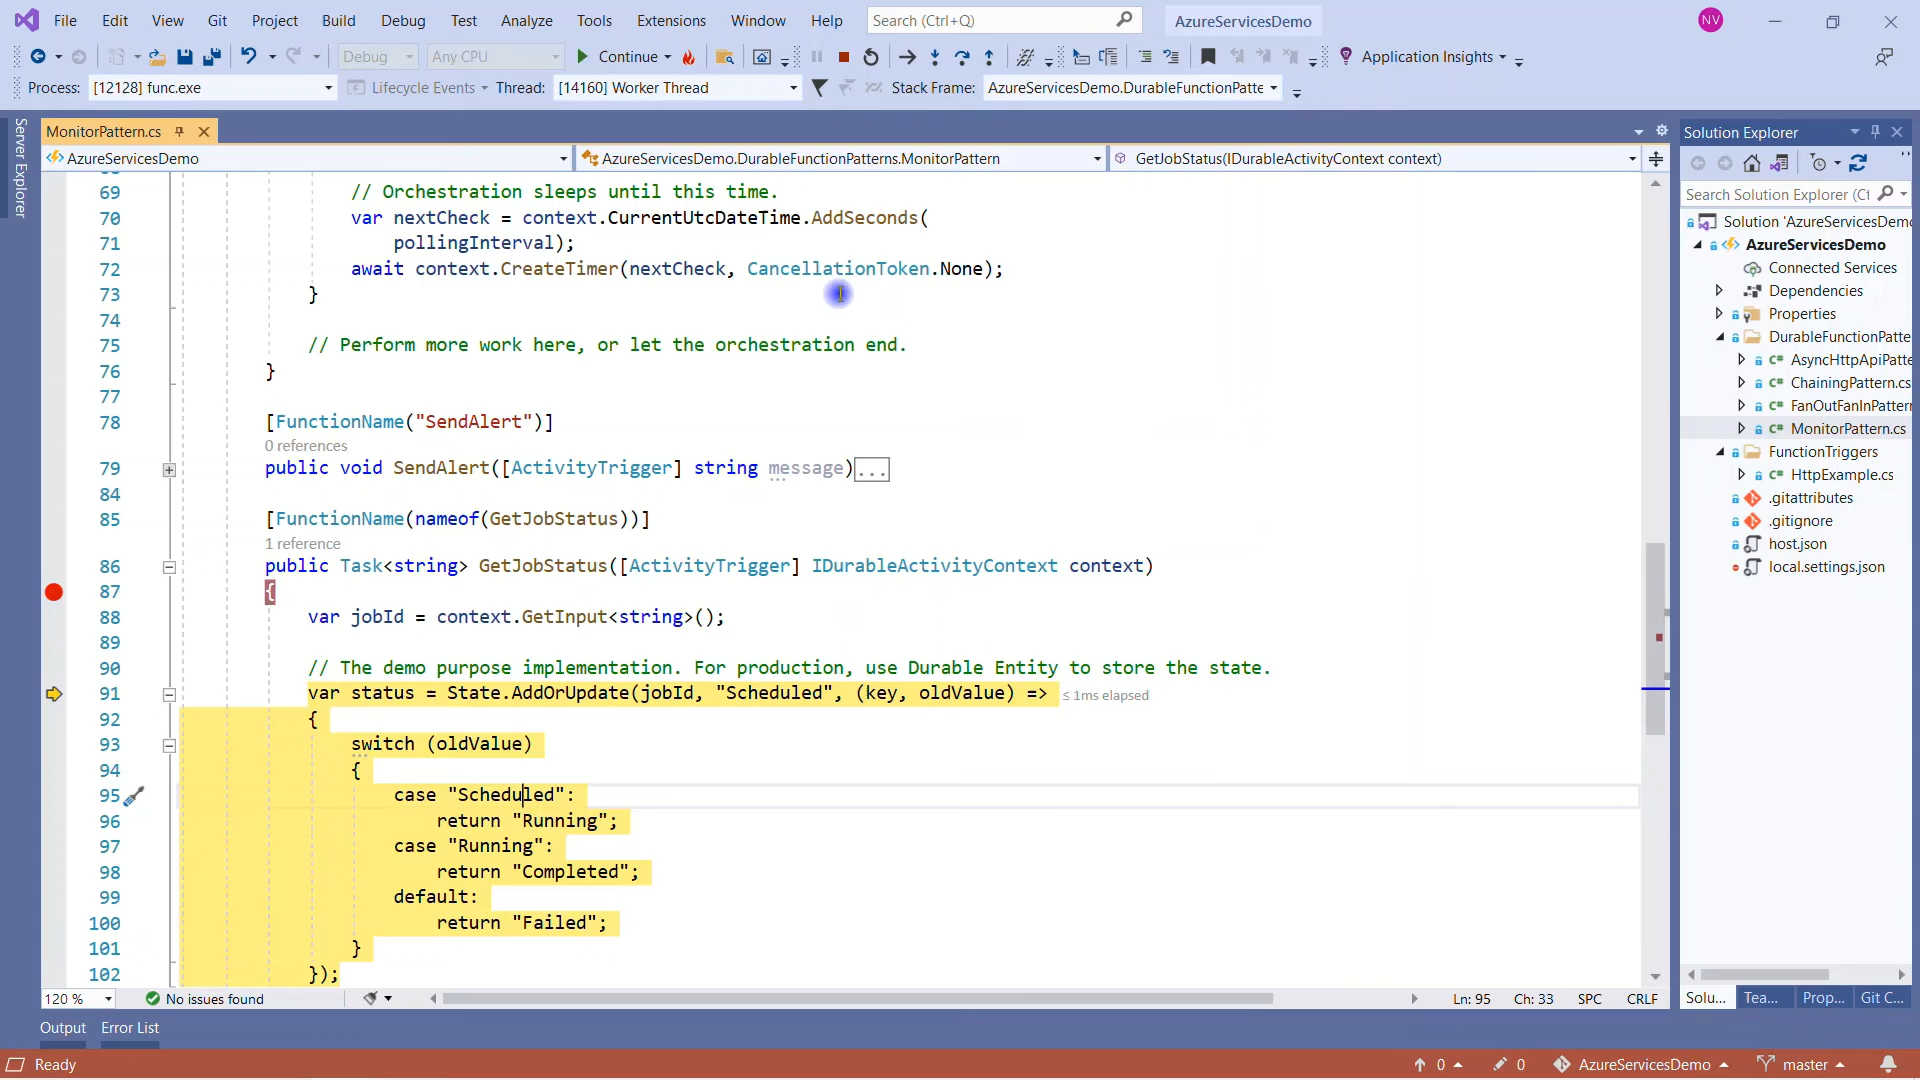 File Edit View Git Project Build Debug Test Analyze Tools Extensions Window Help Search (Ctrl+Q) AzureServicesDemo NV
Debug Any CPU Continue Application Insights
Process: [12128] func.exe Lifecycle Events Thread: [14160] Worker Thread Stack Frame: AzureServicesDemo.DurableFunctionPatte
Server Explorer
MonitorPattern.cs
AzureServicesDemo AzureServicesDemo.DurableFunctionPatterns.MonitorPattern GetJobStatus(IDurableActivityContext context)
69 // Orchestration sleeps until this time.
70 var nextCheck = context.CurrentUtcDateTime.AddSeconds(
71 pollingInterval);
72 await context.CreateTimer(nextCheck, CancellationToken.None);
73 }
74
75 // Perform more work here, or let the orchestration end.
76 }
77
78 [FunctionName("SendAlert")]
0 references
79 public void SendAlert([ActivityTrigger] string message)...
84
85 [FunctionName(nameof(GetJobStatus))]
1 reference
86 public Task<string> GetJobStatus([ActivityTrigger] IDurableActivityContext context)
87 {
88 var jobId = context.GetInput<string>();
89
90 // The demo purpose implementation. For production, use Durable Entity to store the state.
91 var status = State.AddOrUpdate(jobId, "Scheduled", (key, oldValue) => ≤ 1ms elapsed
92 {
93 switch (oldValue)
94 {
95 case "Scheduled":
96 return "Running";
97 case "Running":
98 return "Completed";
99 default:
100 return "Failed";
101 }
102 });
120 % No issues found Ln: 95 Ch: 33 SPC CRLF
Solution Explorer
Search Solution Explorer (Ct
Solution 'AzureServicesDemo
AzureServicesDemo
Connected Services
Dependencies
Properties
DurableFunctionPatte
C# AsyncHttpApiPatte
C# ChainingPattern.cs
C# FanOutFanInPattern
C# MonitorPattern.cs
FunctionTriggers
C# HttpExample.cs
.gitattributes
.gitignore
host.json
local.settings.json
Solu... Tea... Prop... Git C...
Output Error List
Ready 0 0 AzureServicesDemo master